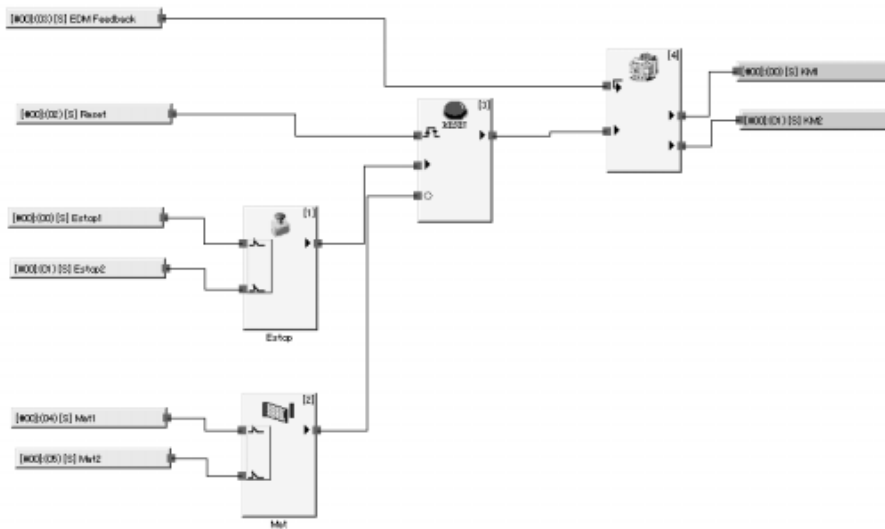 [#00]:(03) [S] EDM Feedback
[4]
[#00]:(00) [S] KM1
[3]
[#00]:(02) [S] Reset
RESET
[#00]:(01) [S] KM2
[1]
[#00]:(00) [S] Estop1
[#00]:(01) [S] Estop2
Estop
[2]
[#00]:(04) [S] Mat1
[#00]:(05) [S] Mat2
Mat